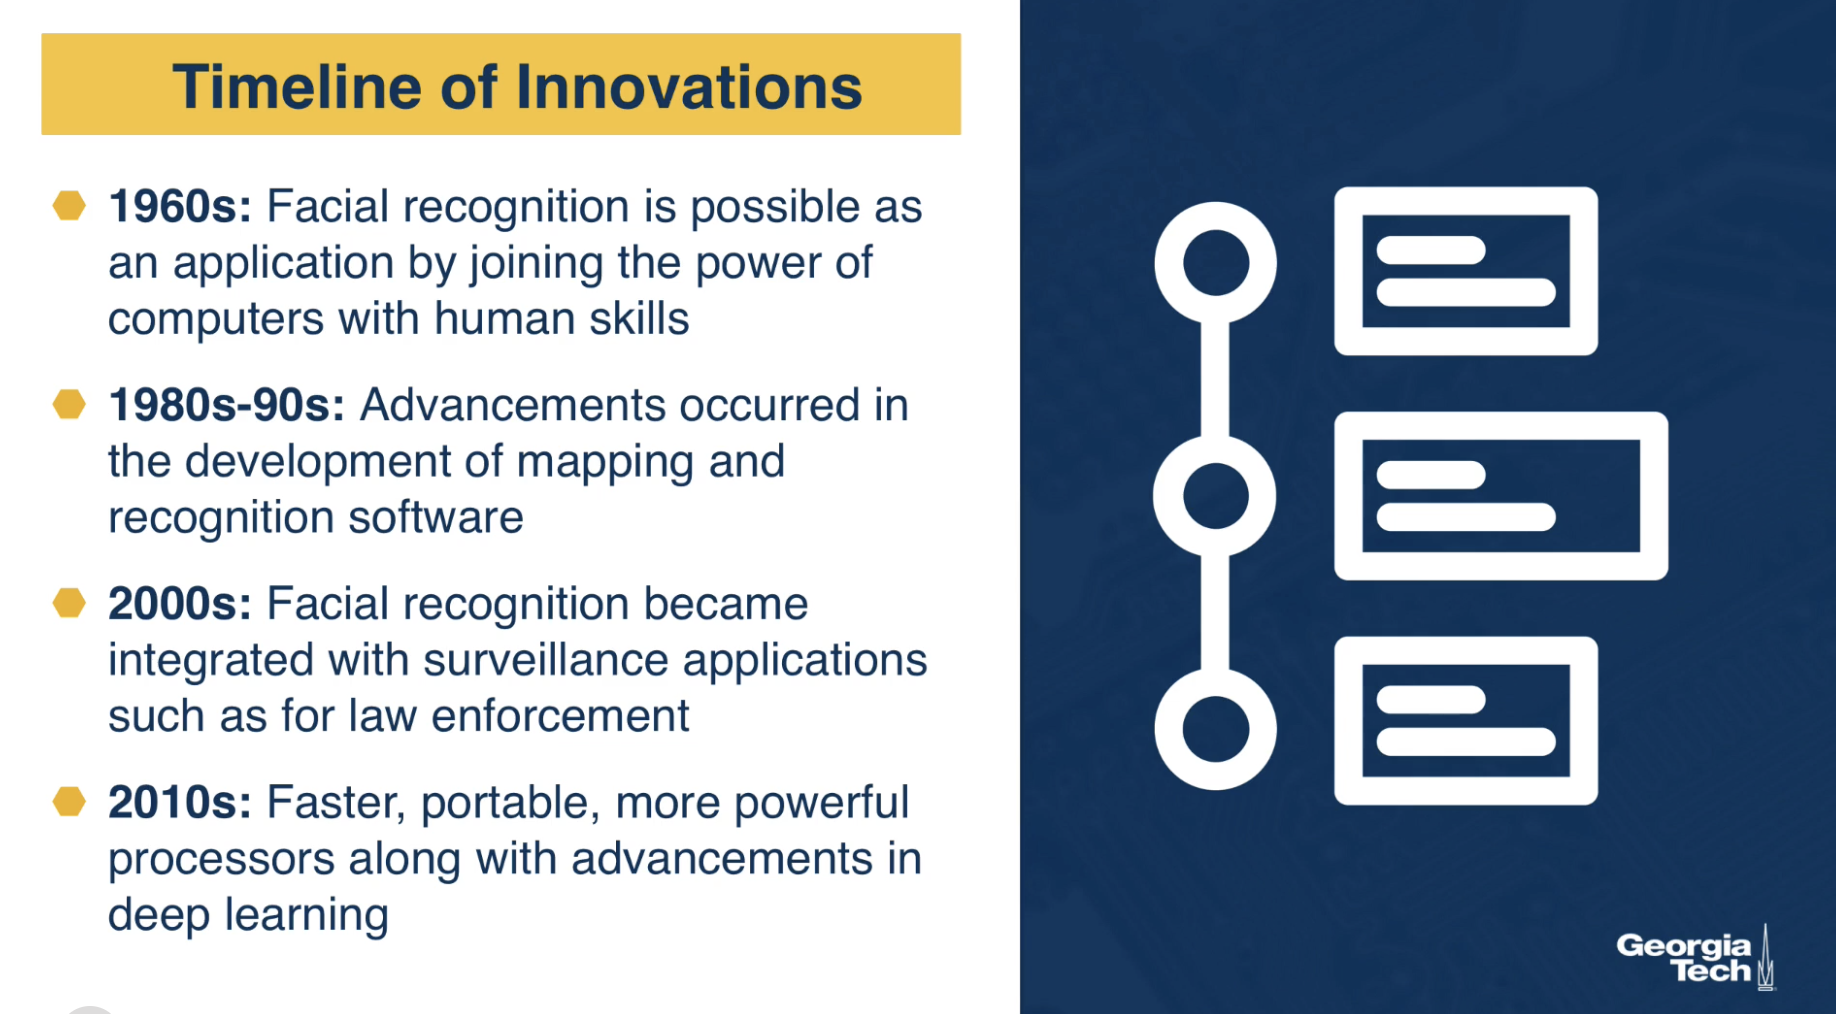 Timeline of Innovations
1960s: Facial recognition is possible as
an application by joining the power of
computers with human skills
1980s-90s: Advancements occurred in
the development of mapping and
recognition software
2000s: Facial recognition became
integrated with surveillance applications
such as for law enforcement
2010s: Faster, portable, more powerful
processors along with advancements in
deep learning
Georgia
Tech